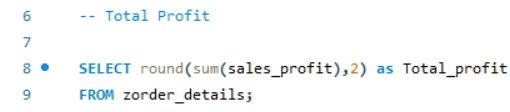 6 -- Total Profit
7
8 SELECT round(sum(sales_profit),2) as Total_profit
9 FROM zorder_details;